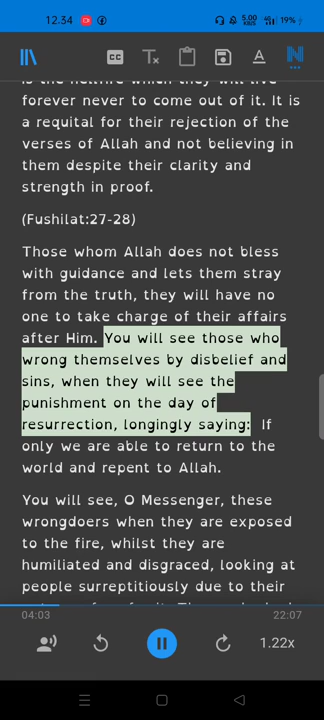 12.34
5.00
KB/S
4G
19%
CC
forever never to come out of it. It is
a requital for their rejection of the
verses of Allah and not believing in
them despite their clarity and
strength in proof.
(Fushilat:27-28)
Those whom Allah does not bless
with guidance and lets them stray
from the truth, they will have no
one to take charge of their affairs
after Him. You will see those who
wrong themselves by disbelief and
sins, when they will see the
punishment on the day of
resurrection, longingly saying: If
only we are able to return to the
world and repent to Allah.
You will see, O Messenger, these
wrongdoers when they are exposed
to the fire, whilst they are
humiliated and disgraced, looking at
people surreptitiously due to their
04:03
22:07
1.22x